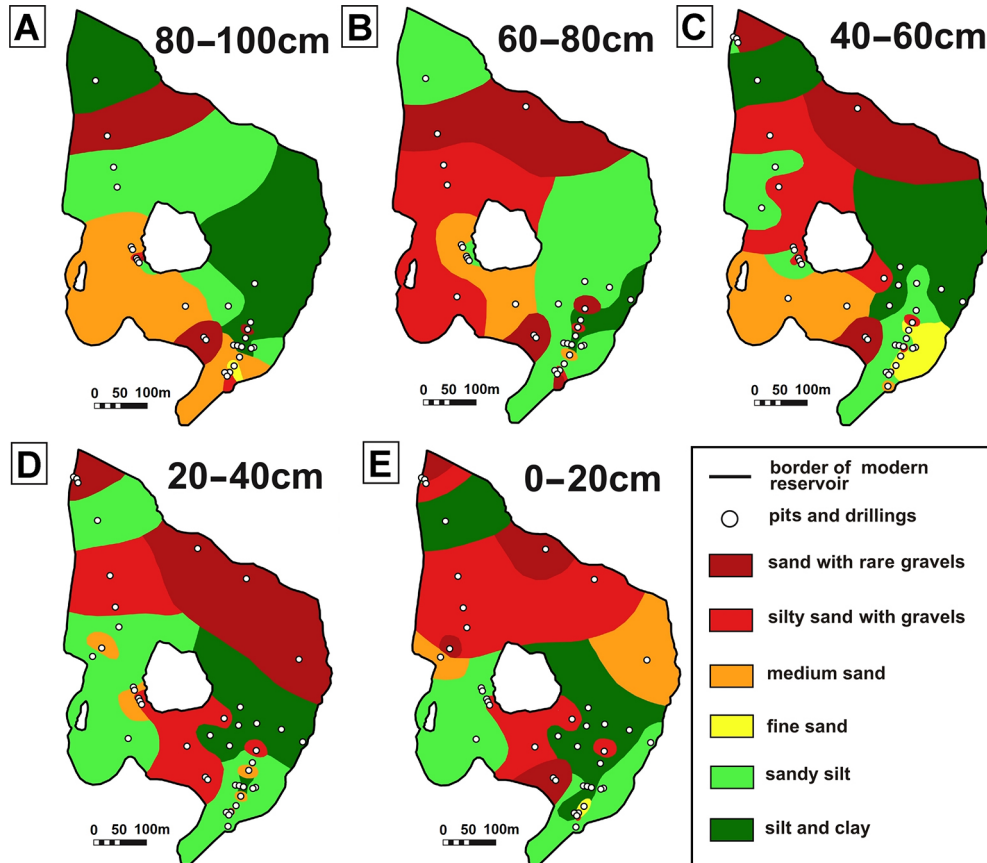 A
80–100cm
B
60–80cm
C
40–60cm
0 50 100m
0 50 100m
0 50 100m
D
20–40cm
E
0–20cm
0 50 100m
0 50 100m
border of modern
reservoir
pits and drillings
sand with rare gravels
silty sand with gravels
medium sand
fine sand
sandy silt
silt and clay